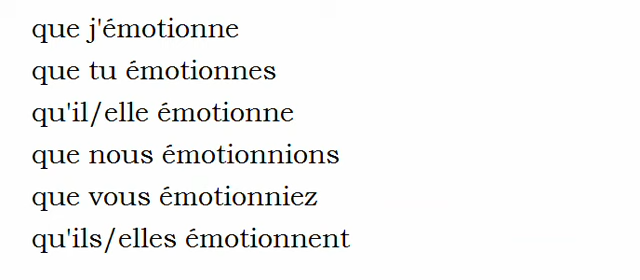 que j'émotionne
que tu émotionnes
qu'il/elle émotionne
que nous émotionnions
que vous émotionniez
qu'ils/elles émotionnent